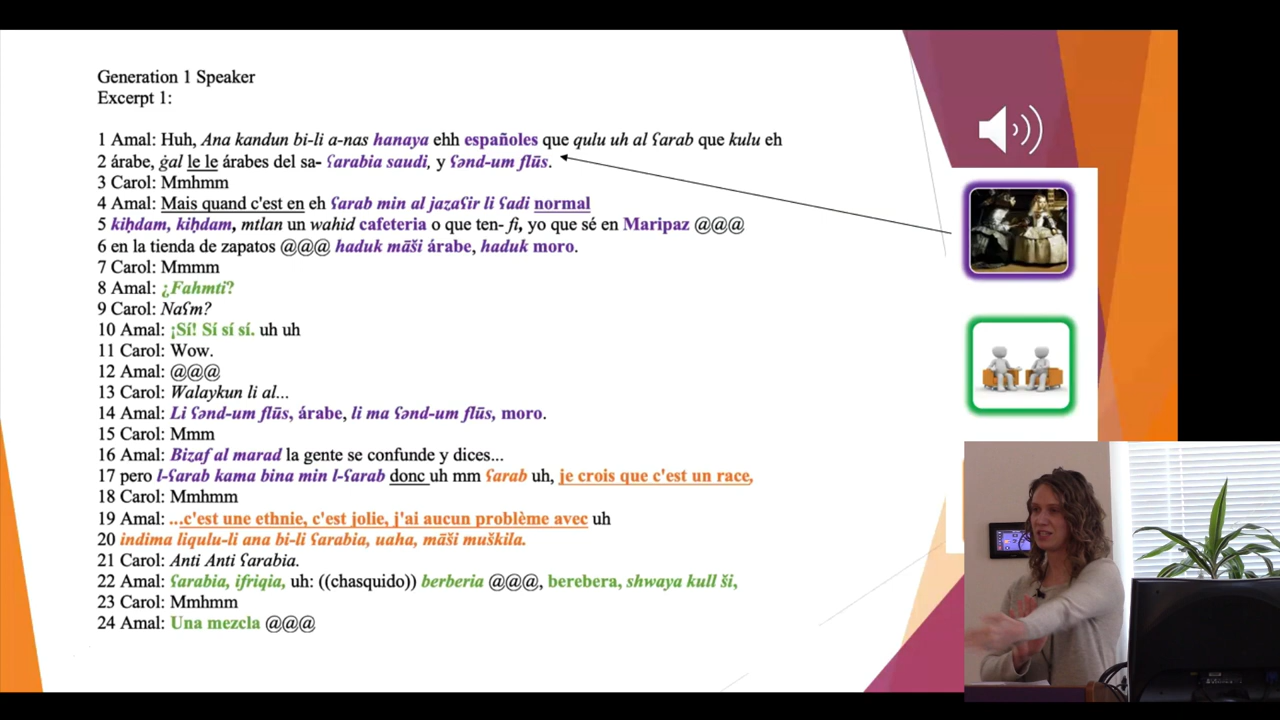 Generation 1 Speaker
Excerpt 1:
1 Amal: Huh, Ana kandun bi-li a-nas hanaya ehh españoles que qulu uh al ʕarab que kulu eh
2 árabe, ġal le le árabes del sa- ʕarabia saudi, y ʕənd-um flūs.
3 Carol: Mmhmm
4 Amal: Mais quand c'est en eh ʕarab min al jazaʕir li ʕadi normal
5 kiḥdam, kiḥdam, mtlan un wahid cafeteria o que ten- fi, yo que sé en Maripaz @@@
6 en la tienda de zapatos @@@ haduk māši árabe, haduk moro.
7 Carol: Mmmm
8 Amal: ¿Fahmti?
9 Carol: Naʕm?
10 Amal: ¡Sí! Sí sí sí. uh uh
11 Carol: Wow.
12 Amal: @@@
13 Carol: Walaykun li al...
14 Amal: Li ʕənd-um flūs, árabe, li ma ʕənd-um flūs, moro.
15 Carol: Mmm
16 Amal: Bizaf al marad la gente se confunde y dices...
17 pero l-ʕarab kama bina min l-ʕarab donc uh mm ʕarab uh, je crois que c'est un race,
18 Carol: Mmhmm
19 Amal: ...c'est une ethnie, c'est jolie, j'ai aucun problème avec uh
20 indima liqulu-li ana bi-li ʕarabia, uaha, māši muškila.
21 Carol: Anti Anti ʕarabia.
22 Amal: ʕarabia, ifriqia, uh: ((chasquido)) berberia @@@, berebera, shwaya kull ši,
23 Carol: Mmhmm
24 Amal: Una mezcla @@@